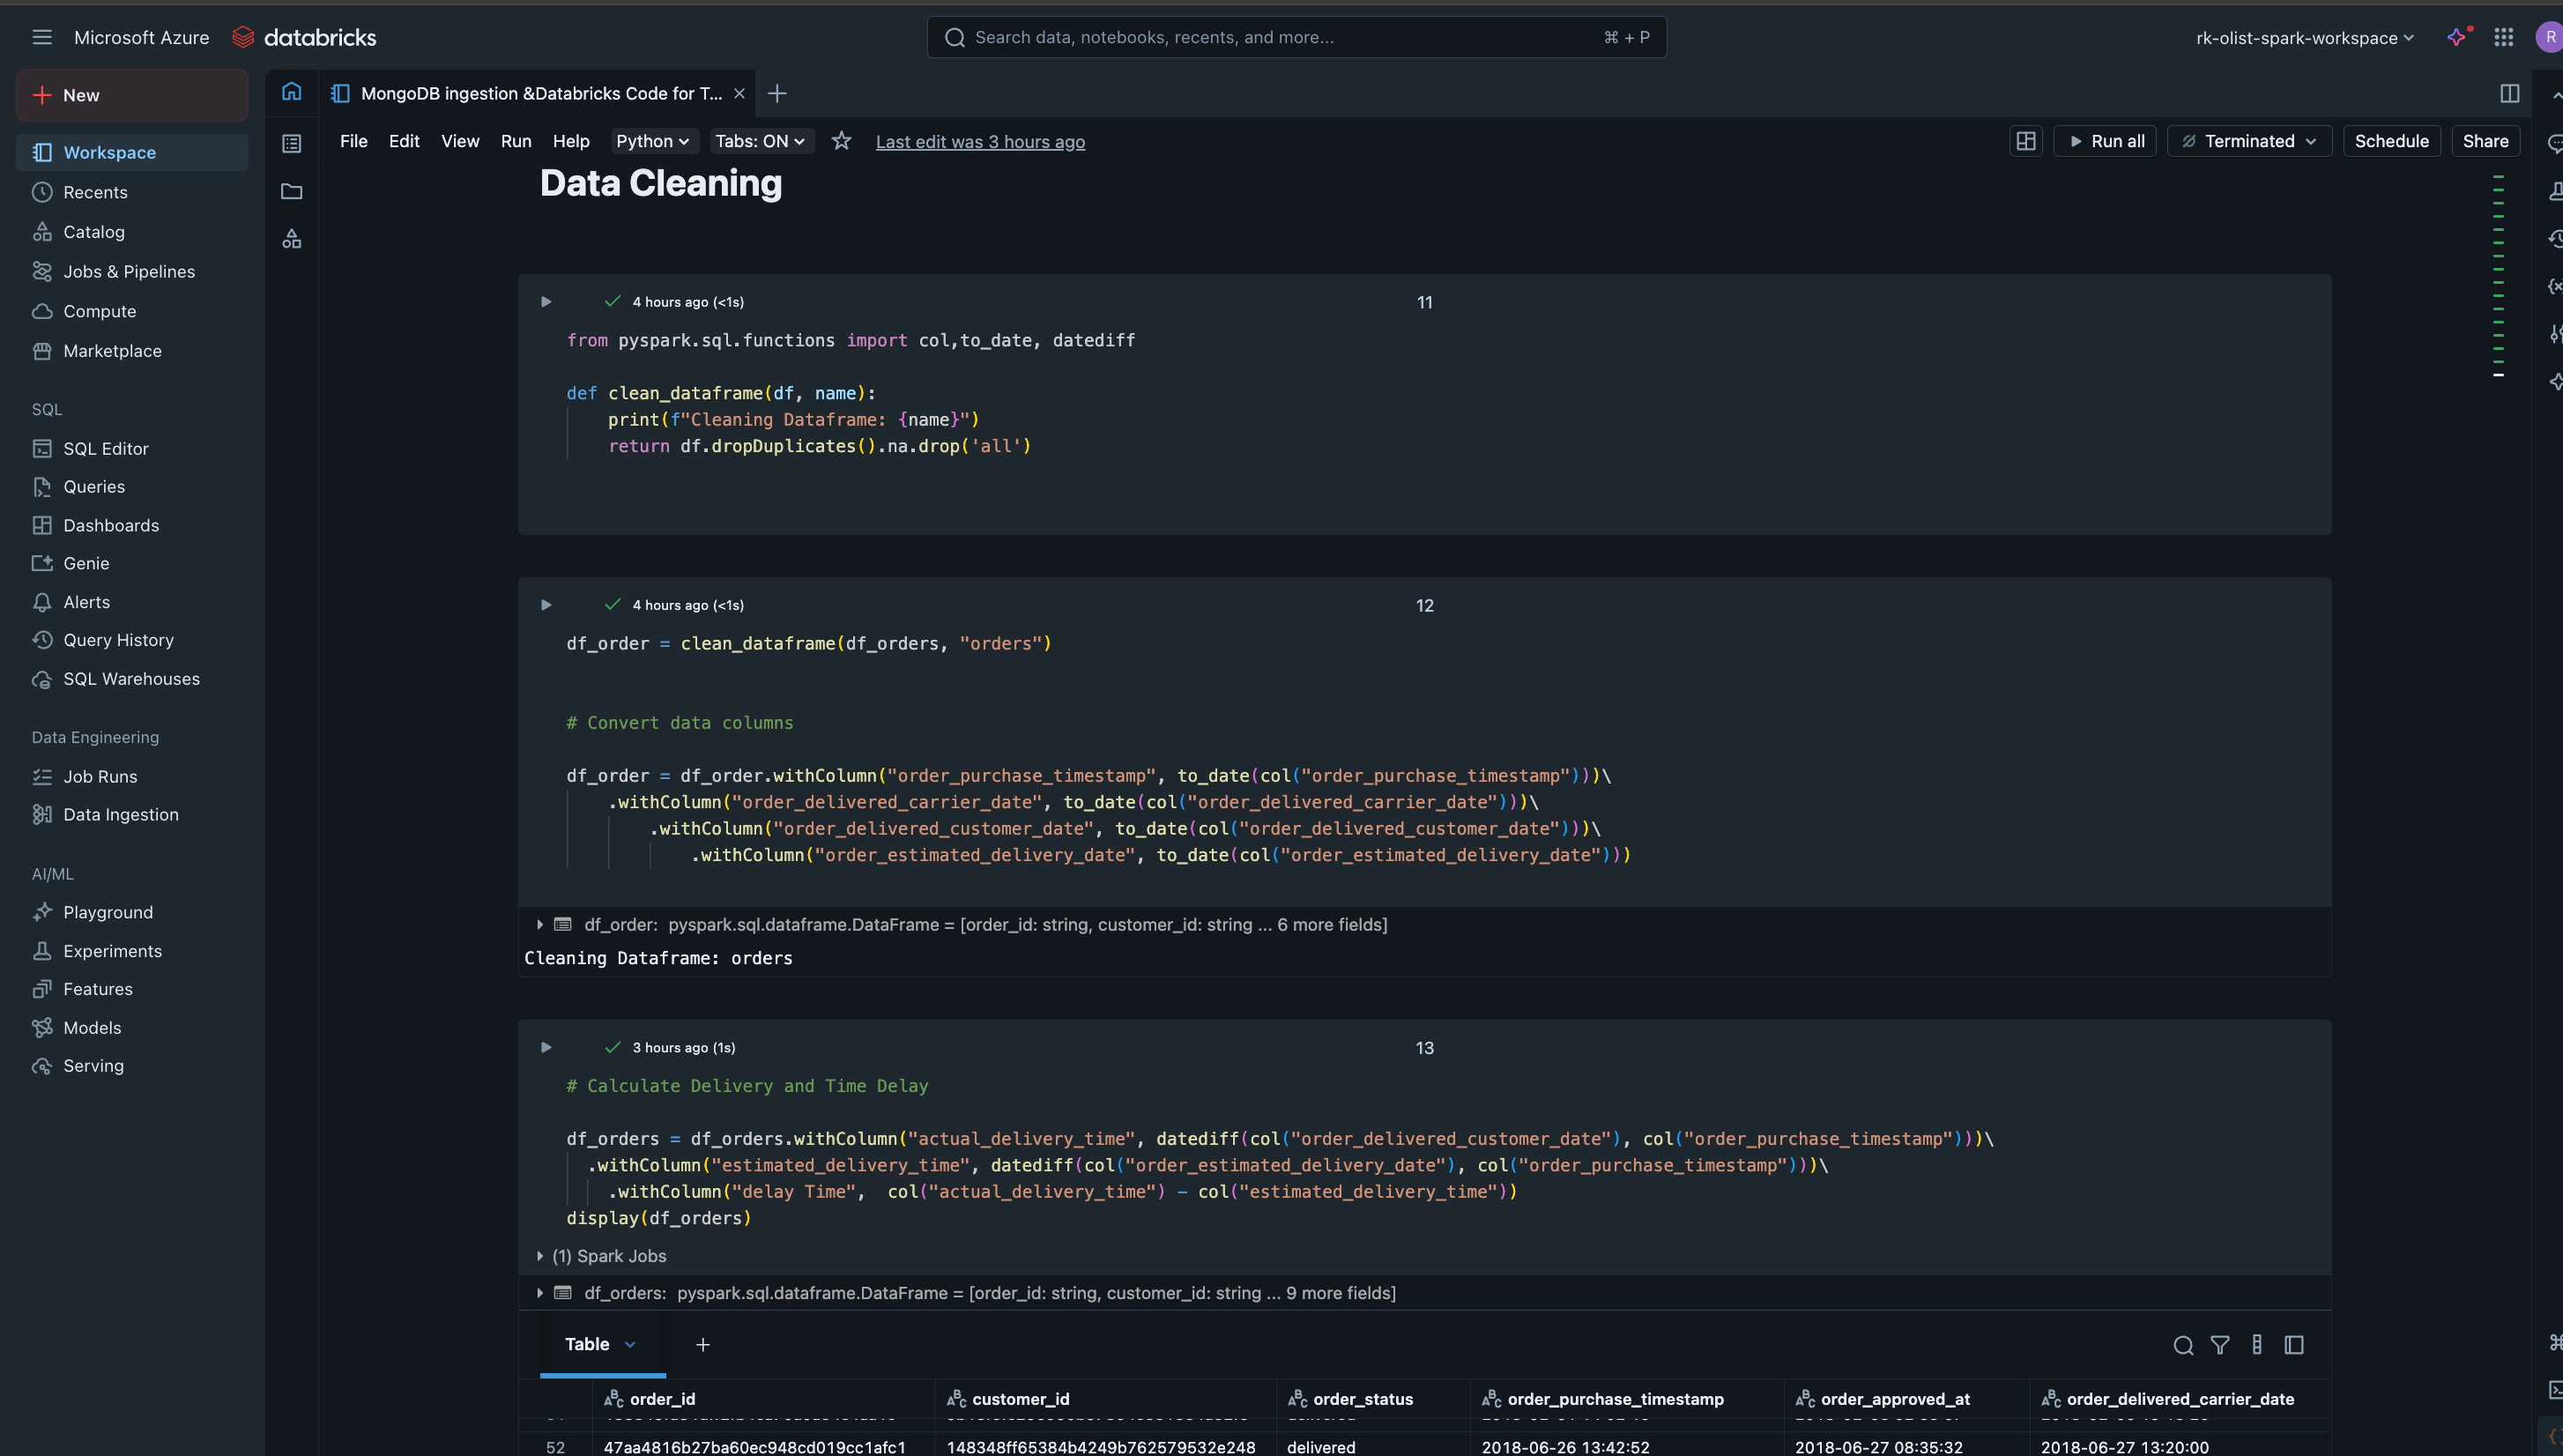 Microsoft Azure databricks
Search data, notebooks, recents, and more...
⌘ + P
rk-olist-spark-workspace
R
New
Workspace
Recents
Catalog
Jobs & Pipelines
Compute
Marketplace
SQL
SQL Editor
Queries
Dashboards
Genie
Alerts
Query History
SQL Warehouses
Data Engineering
Job Runs
Data Ingestion
AI/ML
Playground
Experiments
Features
Models
Serving
MongoDB ingestion &Databricks Code for T...
File Edit View Run Help Python Tabs: ON Last edit was 3 hours ago
Run all Terminated Schedule Share
Data Cleaning
4 hours ago (<1s) 11
from pyspark.sql.functions import col,to_date, datediff
def clean_dataframe(df, name):
print(f"Cleaning Dataframe: {name}")
return df.dropDuplicates().na.drop('all')
4 hours ago (<1s) 12
df_order = clean_dataframe(df_orders, "orders")
# Convert data columns
df_order = df_order.withColumn("order_purchase_timestamp", to_date(col("order_purchase_timestamp")))\
.withColumn("order_delivered_carrier_date", to_date(col("order_delivered_carrier_date")))\
.withColumn("order_delivered_customer_date", to_date(col("order_delivered_customer_date")))\
.withColumn("order_estimated_delivery_date", to_date(col("order_estimated_delivery_date")))
df_order: pyspark.sql.dataframe.DataFrame = [order_id: string, customer_id: string ... 6 more fields]
Cleaning Dataframe: orders
3 hours ago (1s) 13
# Calculate Delivery and Time Delay
df_orders = df_orders.withColumn("actual_delivery_time", datediff(col("order_delivered_customer_date"), col("order_purchase_timestamp")))\
.withColumn("estimated_delivery_time", datediff(col("order_estimated_delivery_date"), col("order_purchase_timestamp")))\
.withColumn("delay Time",  col("actual_delivery_time") - col("estimated_delivery_time"))
display(df_orders)
(1) Spark Jobs
df_orders: pyspark.sql.dataframe.DataFrame = [order_id: string, customer_id: string ... 9 more fields]
Table
order_id customer_id order_status order_purchase_timestamp order_approved_at order_delivered_carrier_date
52 47aa4816b27ba60ec948cd019cc1afc1 148348ff65384b4249b762579532e248 delivered 2018-06-26 13:42:52 2018-06-27 08:35:32 2018-06-27 13:20:00